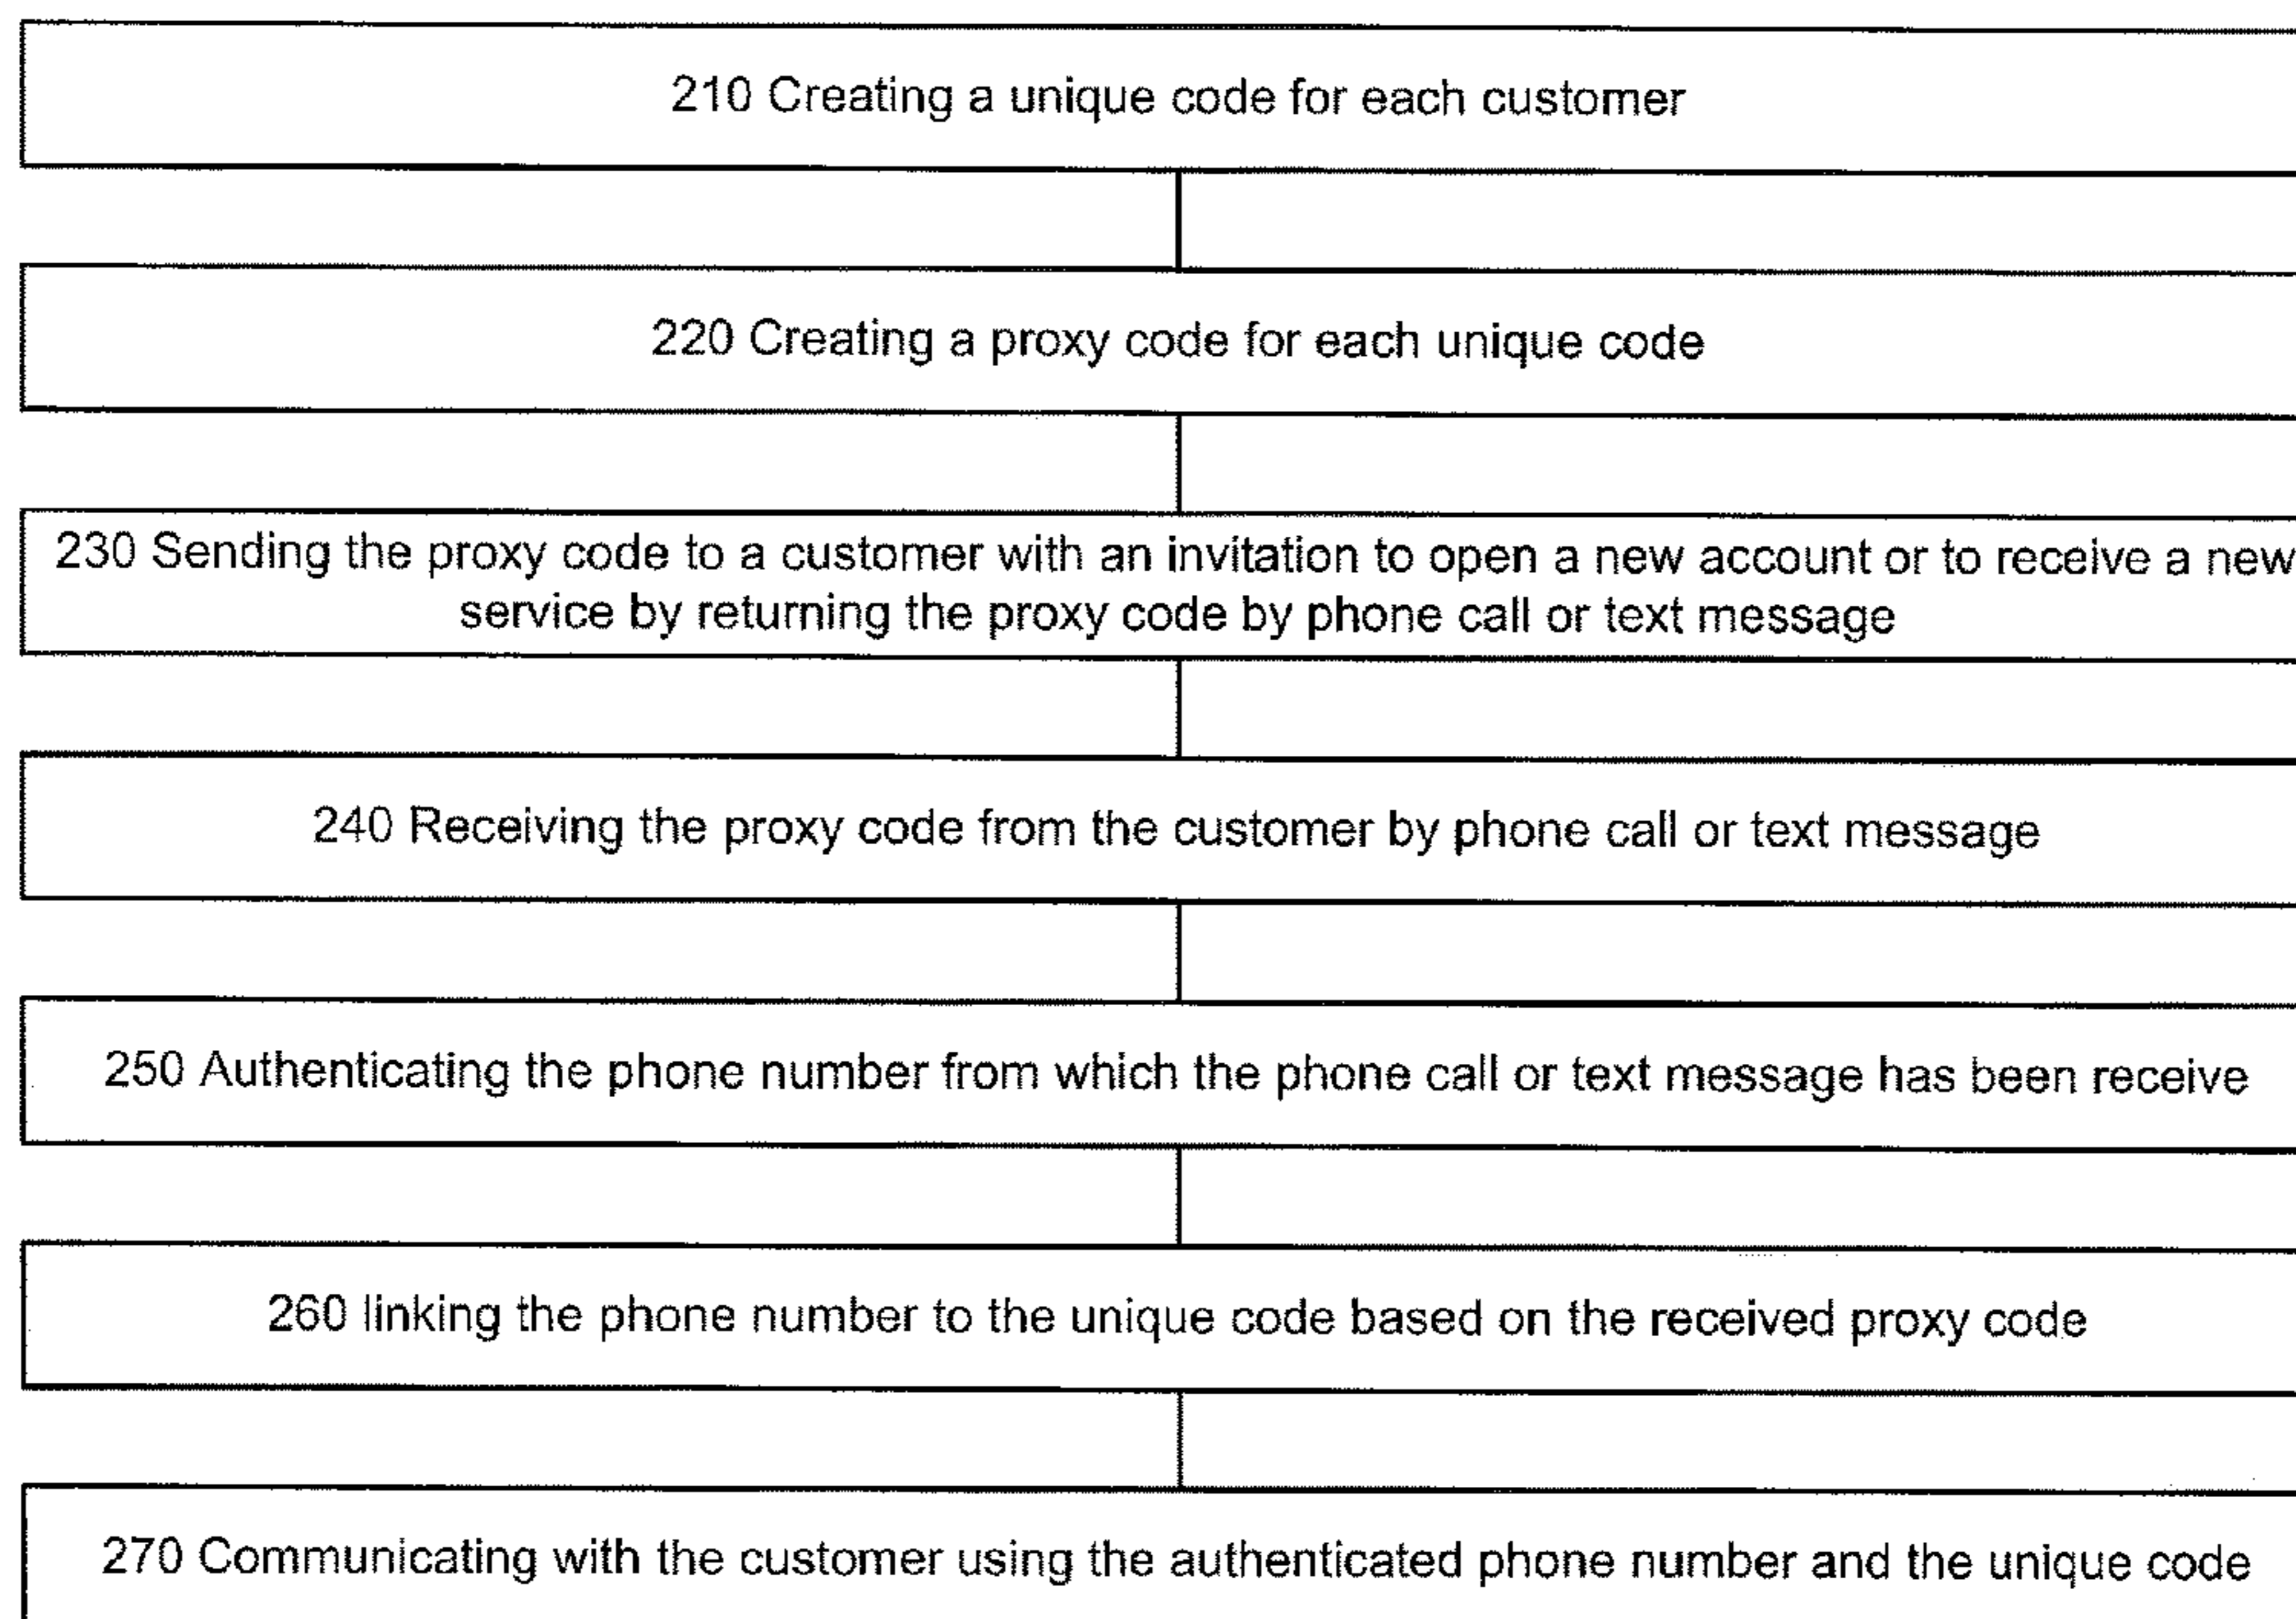 210 Creating a unique code for each customer
220 Creating a proxy code for each unique code
230 Sending the proxy code to a customer with an invitation to open a new account or to receive a new
service by returning the proxy code by phone call or text message
240 Receiving the proxy code from the customer by phone call or text message
250 Authenticating the phone number from which the phone call or text message has been receive
260 linking the phone number to the unique code based on the received proxy code
270 Communicating with the customer using the authenticated phone number and the unique code